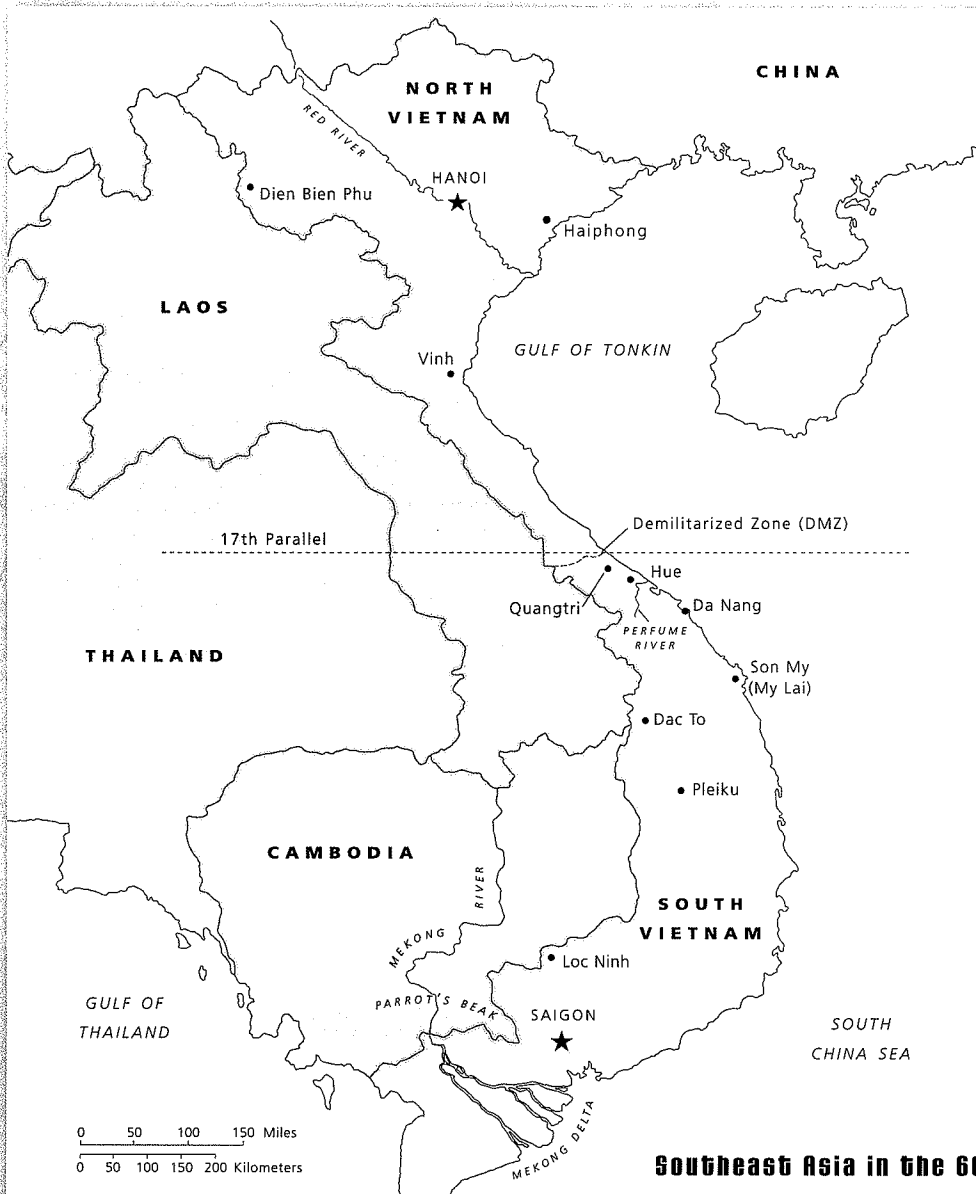 CHINA
NORTH
VIETNAM
RED RIVER
HANOI
Dien Bien Phu
Haiphong
LAOS
GULF OF TONKIN
Vinh
Demilitarized Zone (DMZ)
17th Parallel
Hue
Quangtri
Da Nang
PERFUME
RIVER
THAILAND
Son My
(My Lai)
Dac To
Pleiku
CAMBODIA
RIVER
MEKONG
SOUTH
VIETNAM
Loc Ninh
PARROT'S BEAK
SAIGON
GULF OF
THAILAND
SOUTH
CHINA SEA
MEKONG DELTA
0 50 100 150 Miles
0 50 100 150 200 Kilometers
Southeast Asia in the